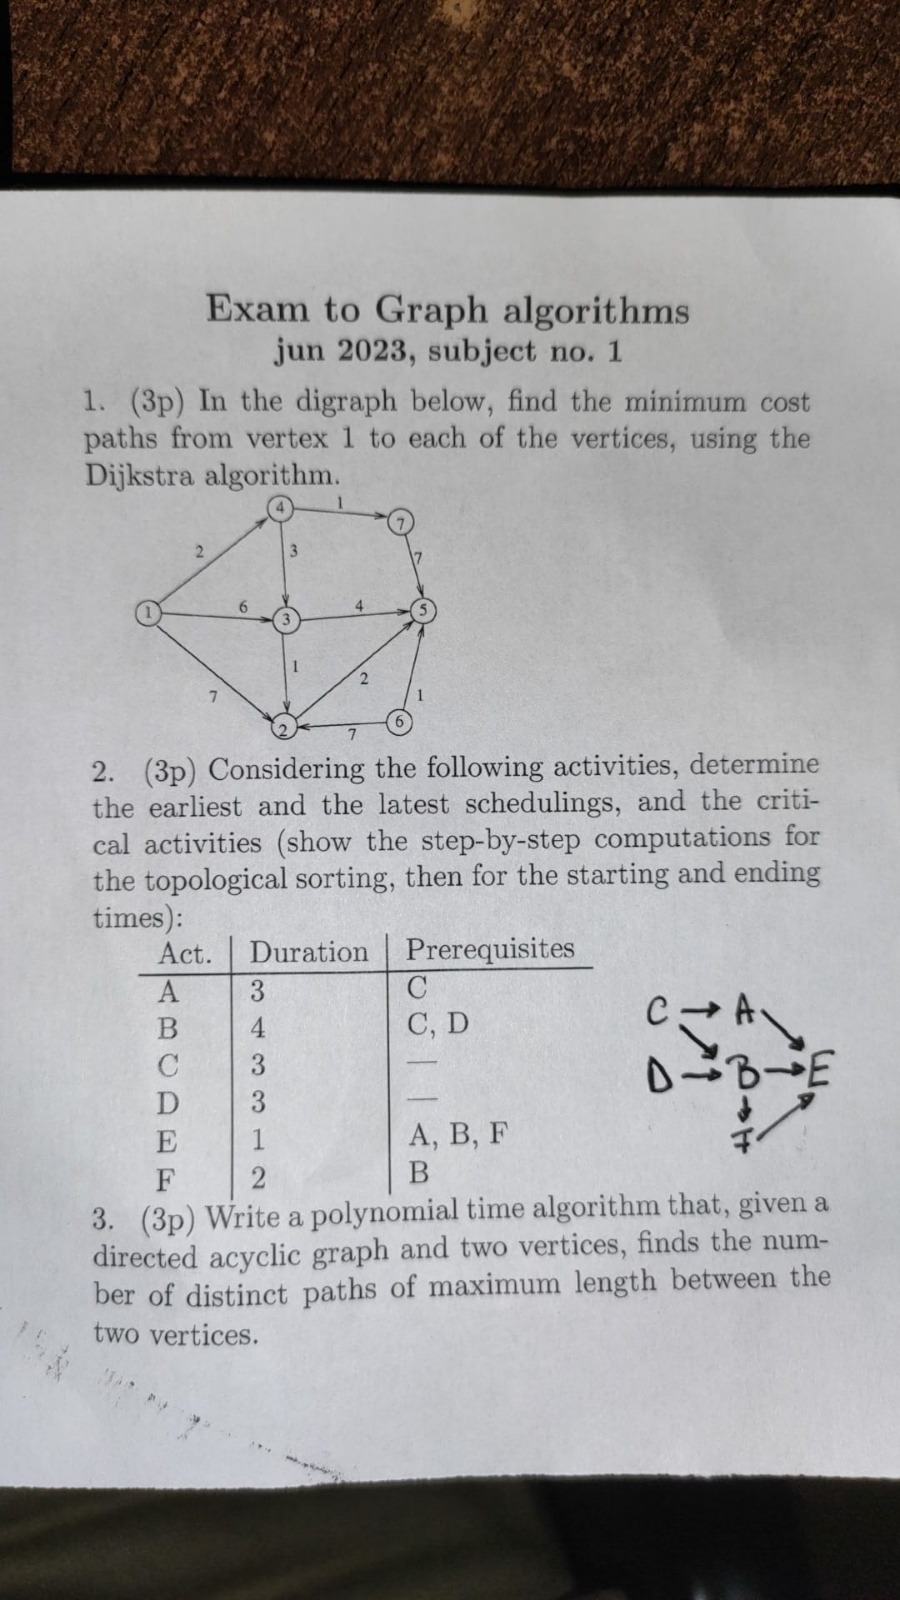 Exam to Graph algorithms
jun 2023, subject no. 1
1. (3p) In the digraph below, find the minimum cost
paths from vertex 1 to each of the vertices, using the
Dijkstra algorithm.
4 1 7
2 3 7
1 6 3 4 5
1 2
7 1
2 7 6
2. (3p) Considering the following activities, determine
the earliest and the latest schedulings, and the criti-
cal activities (show the step-by-step computations for
the topological sorting, then for the starting and ending
times):
Act. Duration Prerequisites
A 3 C
B 4 C, D
C 3 —
D 3 —
E 1 A, B, F
F 2 B
C → A
D → B → E
F
3. (3p) Write a polynomial time algorithm that, given a
directed acyclic graph and two vertices, finds the num-
ber of distinct paths of maximum length between the
two vertices.